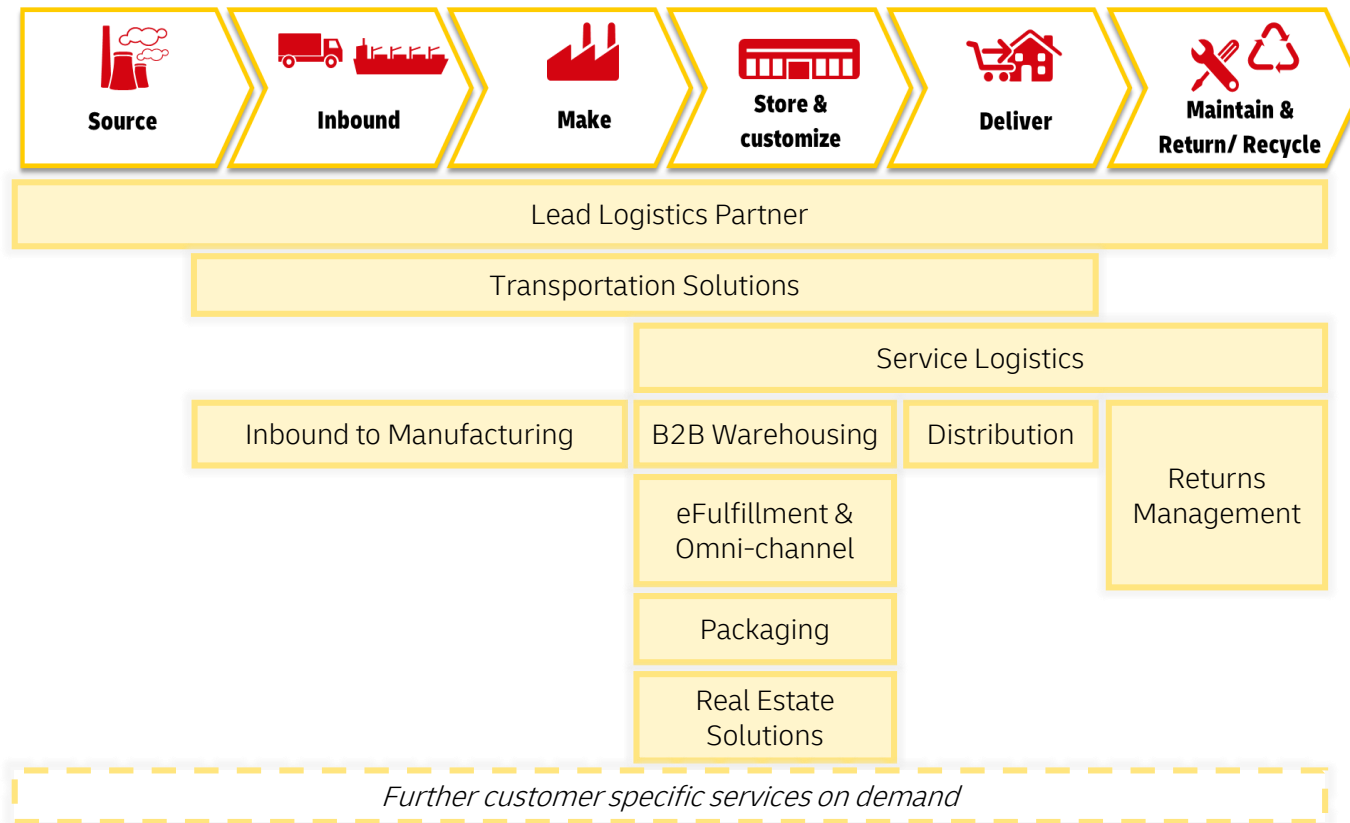 Source
Inbound
Make
Store &
customize
Deliver
Maintain &
Return/ Recycle
Lead Logistics Partner
Transportation Solutions
Service Logistics
Inbound to Manufacturing
B2B Warehousing
Distribution
Returns
Management
eFulfillment &
Omni-channel
Packaging
Real Estate
Solutions
Further customer specific services on demand